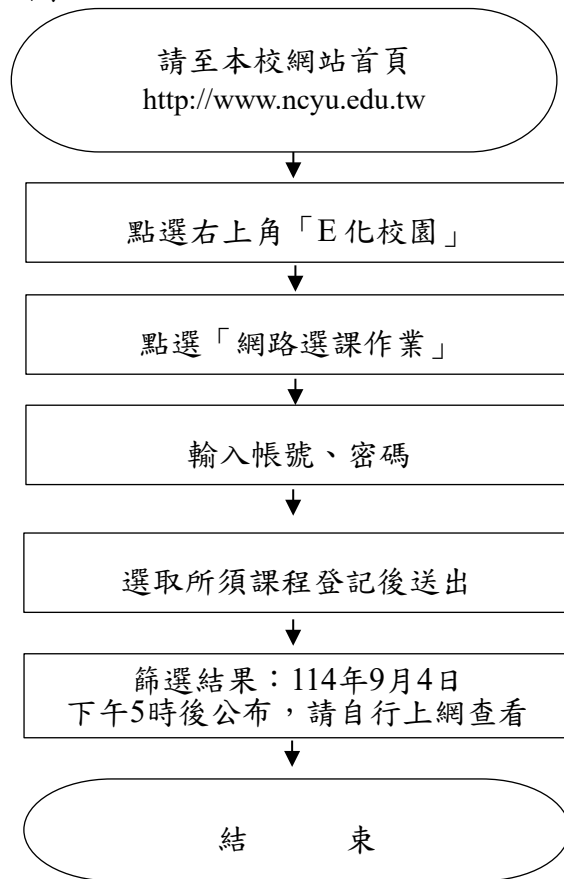 請至本校網站首頁
http://www.ncyu.edu.tw
點選右上角「E化校園」
點選「網路選課作業」
輸入帳號、密碼
選取所須課程登記後送出
篩選結果：114年9月4日
下午5時後公布，請自行上網查看
結　　束